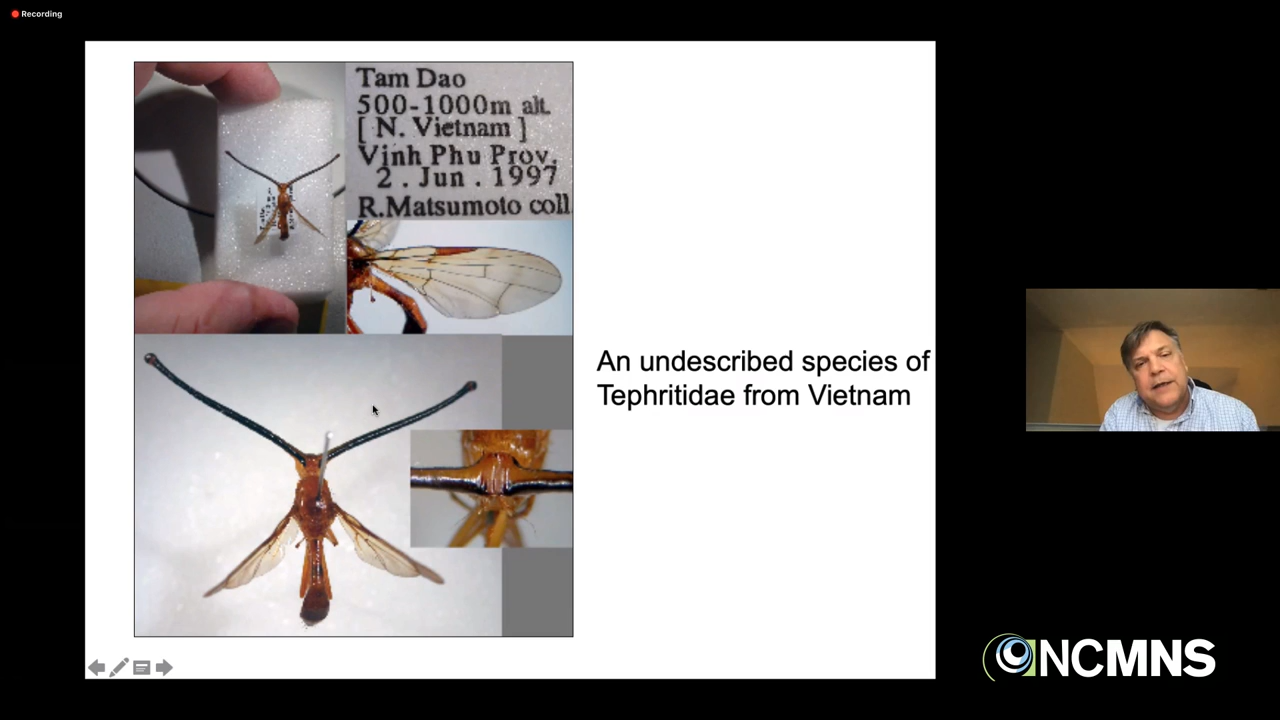 Recording
Tam Dao
500-1000m alt.
[ N. Vietnam ]
Vinh Phu Prov.
2 . Jun . 1997
R.Matsumoto coll
An undescribed species of
Tephritidae from Vietnam
NCMNS